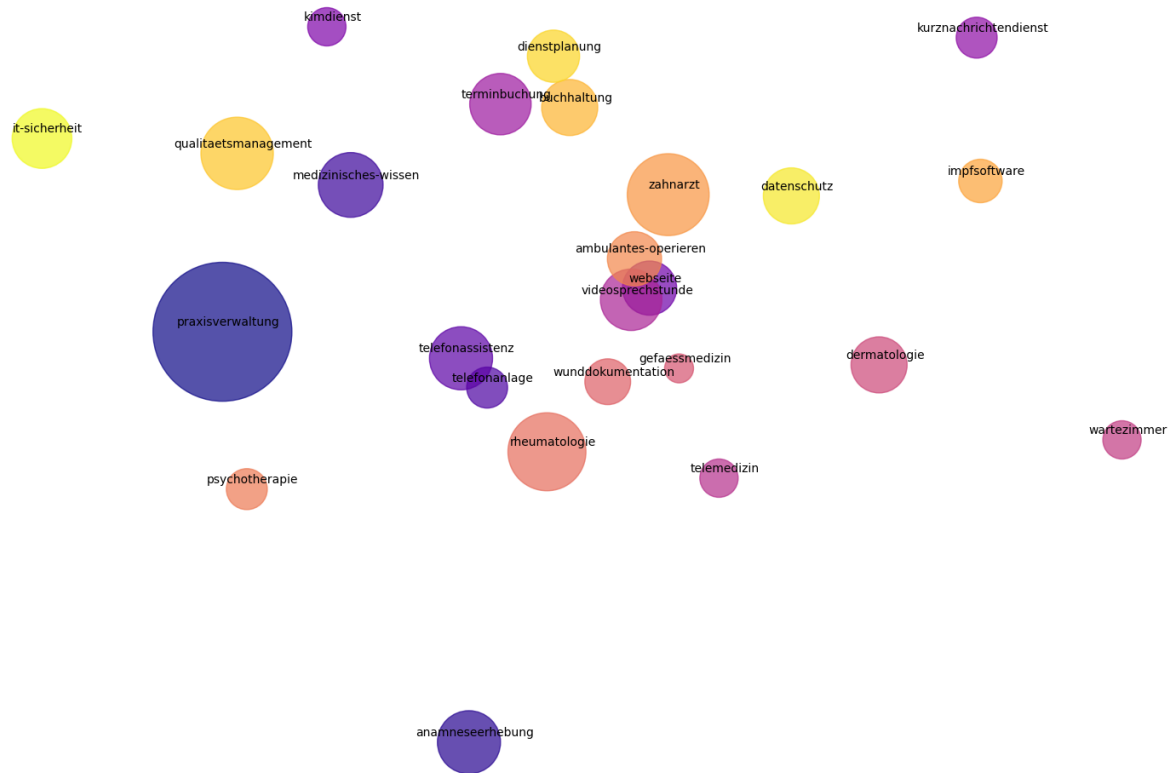 kimdienst
kurznachrichtendienst
dienstplanung
terminbuchung
buchhaltung
it-sicherheit
qualitaetsmanagement
medizinisches-wissen
zahnarzt
datenschutz
impfsoftware
ambulantes-operieren
webseite
videosprechstunde
praxisverwaltung
telefonassistenz
gefaessmedizin
dermatologie
wunddokumentation
telefonanlage
wartezimmer
rheumatologie
telemedizin
psychotherapie
anamneseerhebung